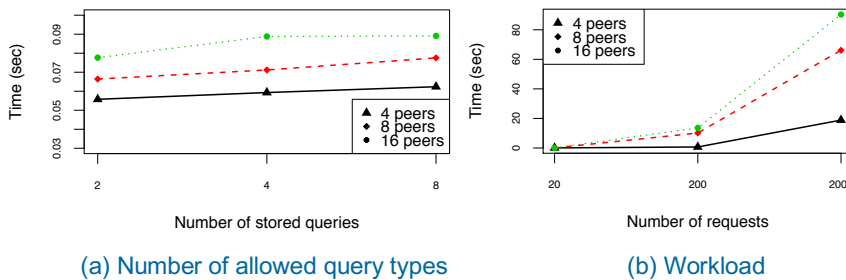 Time (sec)
0.03
0.05
0.07
0.09
4 peers
8 peers
16 peers
2
4
8
Number of stored queries
(a) Number of allowed query types
Time (sec)
0
20
40
60
80
4 peers
8 peers
16 peers
20
200
200
Number of requests
(b) Workload